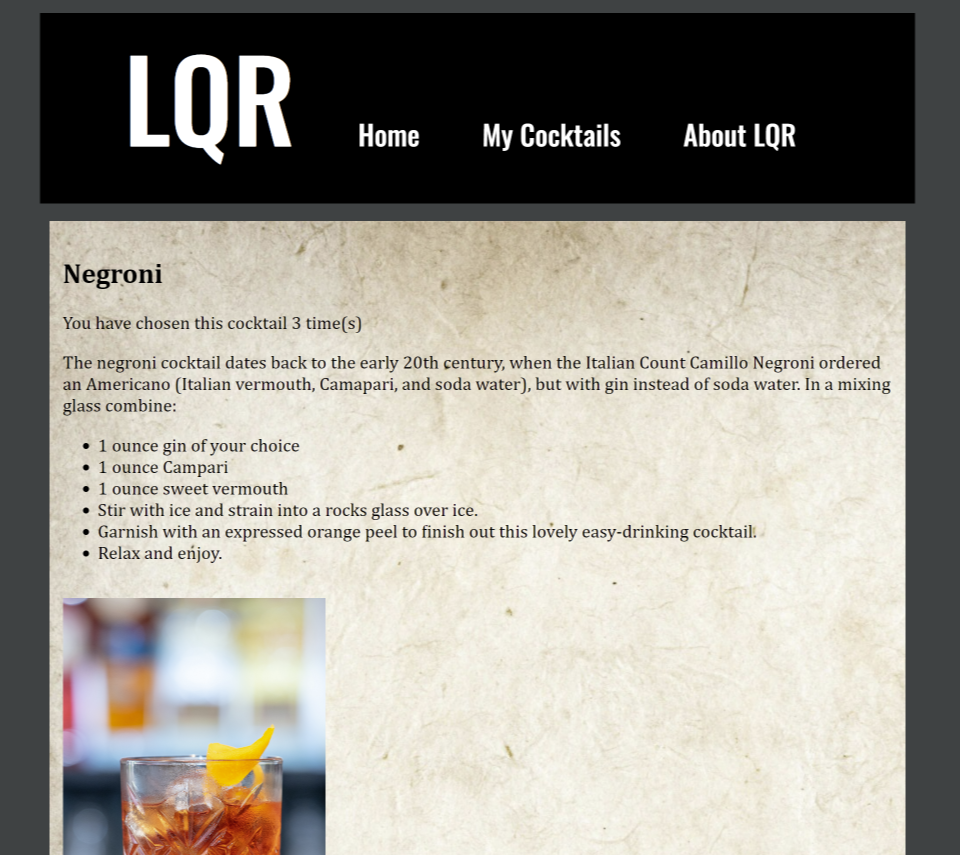 LQR
Home
My Cocktails
About LQR
Negroni
You have chosen this cocktail 3 time(s)
The negroni cocktail dates back to the early 20th century, when the Italian Count Camillo Negroni ordered
an Americano (Italian vermouth, Camapari, and soda water), but with gin instead of soda water. In a mixing
glass combine:
• 1 ounce gin of your choice
• 1 ounce Campari
• 1 ounce sweet vermouth
• Stir with ice and strain into a rocks glass over ice.
• Garnish with an expressed orange peel to finish out this lovely easy-drinking cocktail.
• Relax and enjoy.